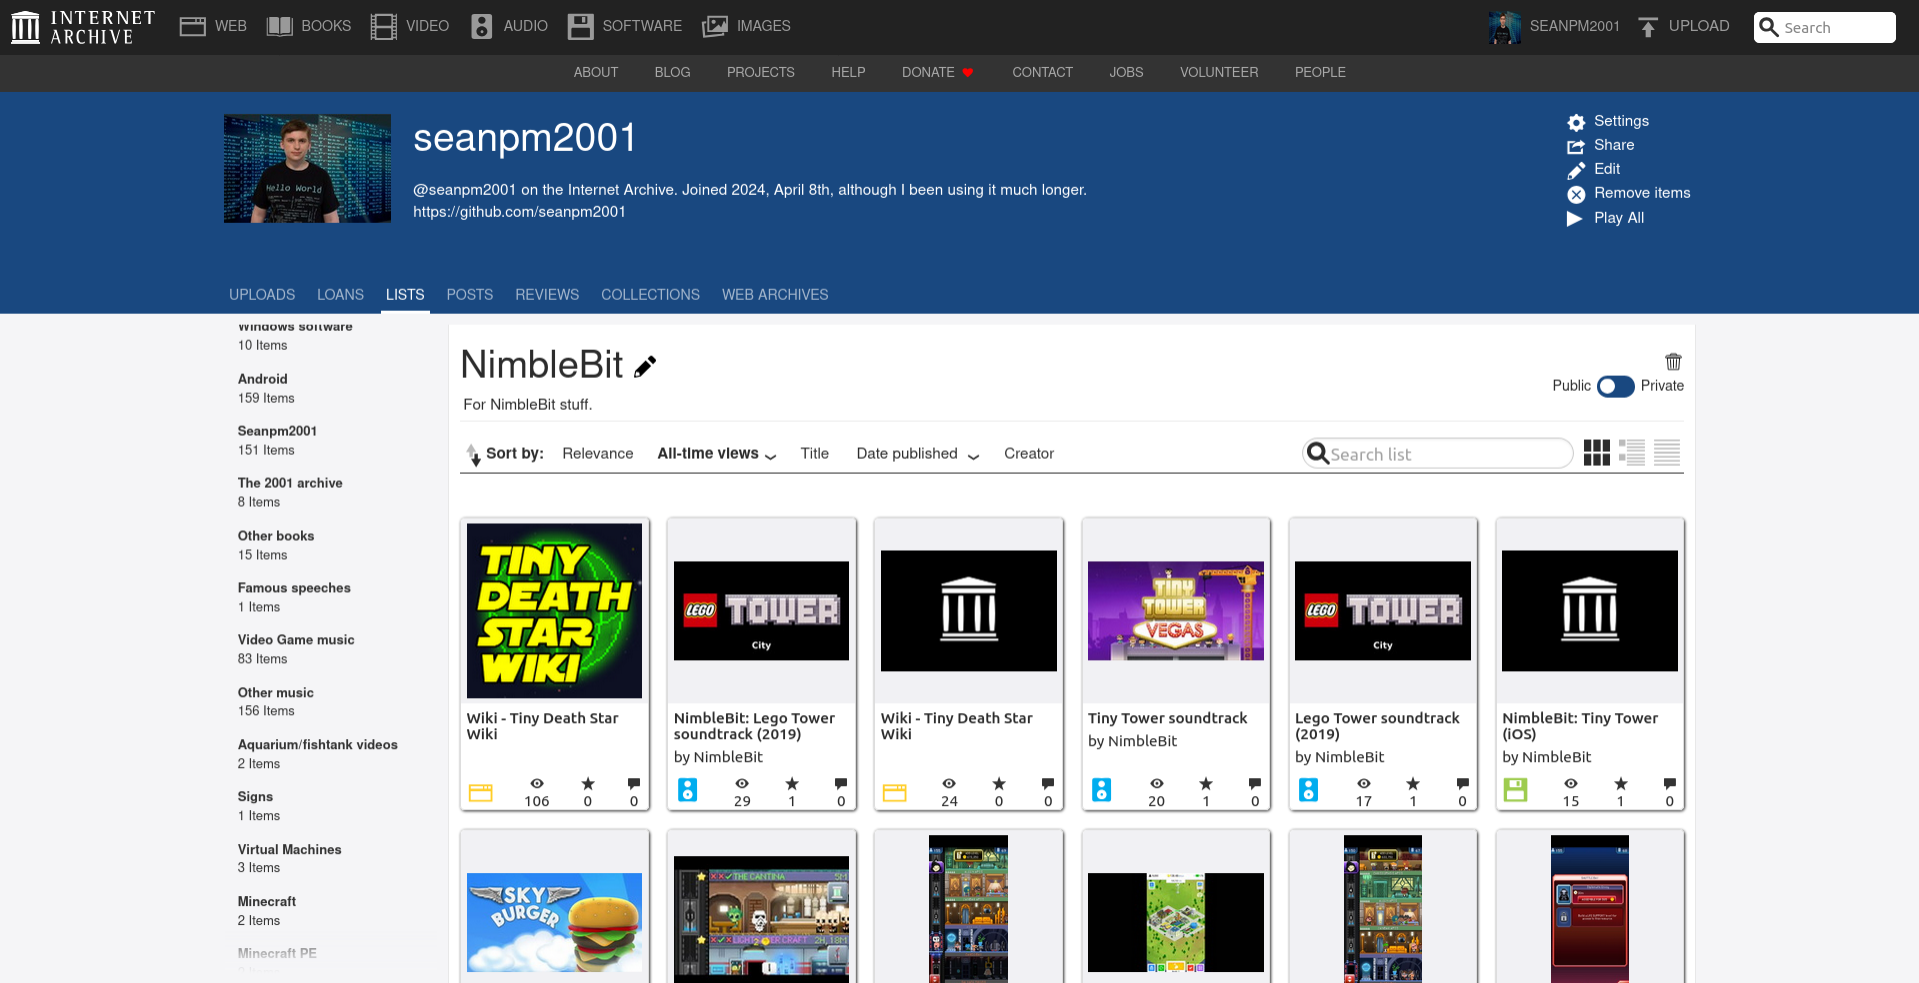 INTERNET
ARCHIVE
WEB
BOOKS
VIDEO
AUDIO
SOFTWARE
IMAGES
SEANPM2001
UPLOAD
Search
ABOUT
BLOG
PROJECTS
HELP
DONATE
CONTACT
JOBS
VOLUNTEER
PEOPLE
Hello World
seanpm2001
@seanpm2001 on the Internet Archive. Joined 2024, April 8th, although I been using it much longer.
https://github.com/seanpm2001
Settings
Share
Edit
Remove items
Play All
UPLOADS
LOANS
LISTS
POSTS
REVIEWS
COLLECTIONS
WEB ARCHIVES
Windows software
10 Items
Android
159 Items
Seanpm2001
151 Items
The 2001 archive
8 Items
Other books
15 Items
Famous speeches
1 Items
Video Game music
83 Items
Other music
156 Items
Aquarium/fishtank videos
2 Items
Signs
1 Items
Virtual Machines
3 Items
Minecraft
2 Items
Minecraft PE
NimbleBit
For NimbleBit stuff.
Public
Private
Sort by:
Relevance
All-time views
Title
Date published
Creator
Search list
TINY
DEATH
STAR
WIKI
Wiki - Tiny Death Star
Wiki
106
0
0
LEGO TOWER
City
NimbleBit: Lego Tower
soundtrack (2019)
by NimbleBit
29
1
0
Wiki - Tiny Death Star
Wiki
24
0
0
TINY
TOWER
VEGAS
Tiny Tower soundtrack
by NimbleBit
20
1
0
LEGO TOWER
City
Lego Tower soundtrack
(2019)
by NimbleBit
17
1
0
NimbleBit: Tiny Tower
(iOS)
by NimbleBit
15
1
0
SKY
BURGER
THE CANTINA
5M
2H,18M